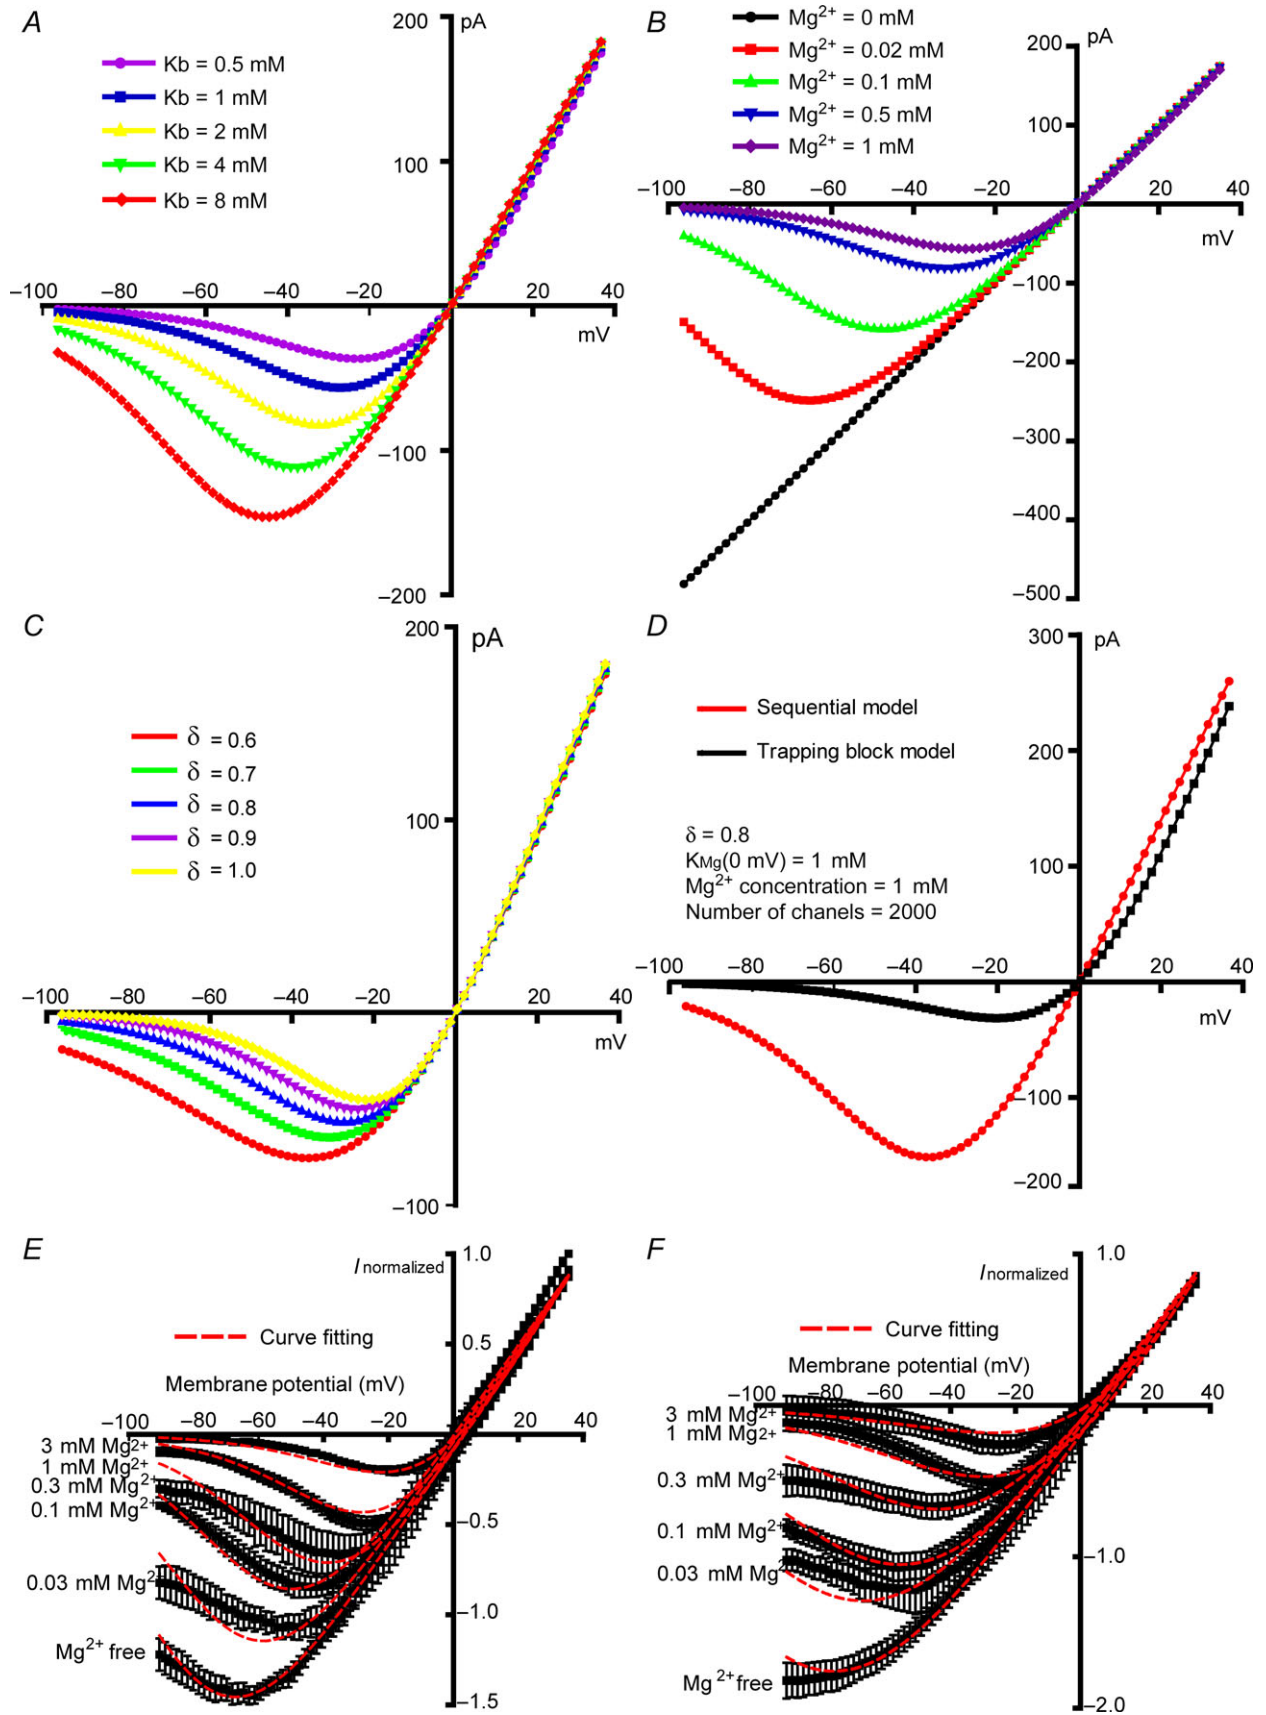 A
pA
200
Kb = 0.5 mM
Kb = 1 mM
Kb = 2 mM
Kb = 4 mM
Kb = 8 mM
100
–100 –80 –60 –40 –20 20 40
mV
–100
–200
B
Mg2+ = 0 mM
Mg2+ = 0.02 mM
Mg2+ = 0.1 mM
Mg2+ = 0.5 mM
Mg2+ = 1 mM
pA
200
100
–100 –80 –60 –40 –20 20 40
mV
–100
–200
–300
–400
–500
C
200
pA
δ = 0.6
δ = 0.7
δ = 0.8
δ = 0.9
δ = 1.0
100
–100 –80 –60 –40 –20 20 40
mV
–100
D
300
pA
Sequential model
Trapping block model
200
δ = 0.8
KMg(0 mV) = 1 mM
Mg2+ concentration = 1 mM
Number of chanels = 2000
100
–100 –80 –60 –40 –20 20 40
mV
–100
–200
E
I normalized
1.0
Curve fitting
0.5
Membrane potential (mV)
–100 –80 –60 –40 –20 20 40
3 mM Mg2+
1 mM Mg2+
0.3 mM Mg2+
0.1 mM Mg2+
–0.5
0.03 mM Mg2
–1.0
Mg2+ free
–1.5
F
1.0
I normalized
Curve fitting
Membrane potential (mV)
–100 –80 –60 –40 –20 20 40
3 mM Mg2+
1 mM Mg2+
0.3 mM Mg2+
0.1 mM Mg2+
–1.0
0.03 mM Mg2
Mg2+free
–2.0